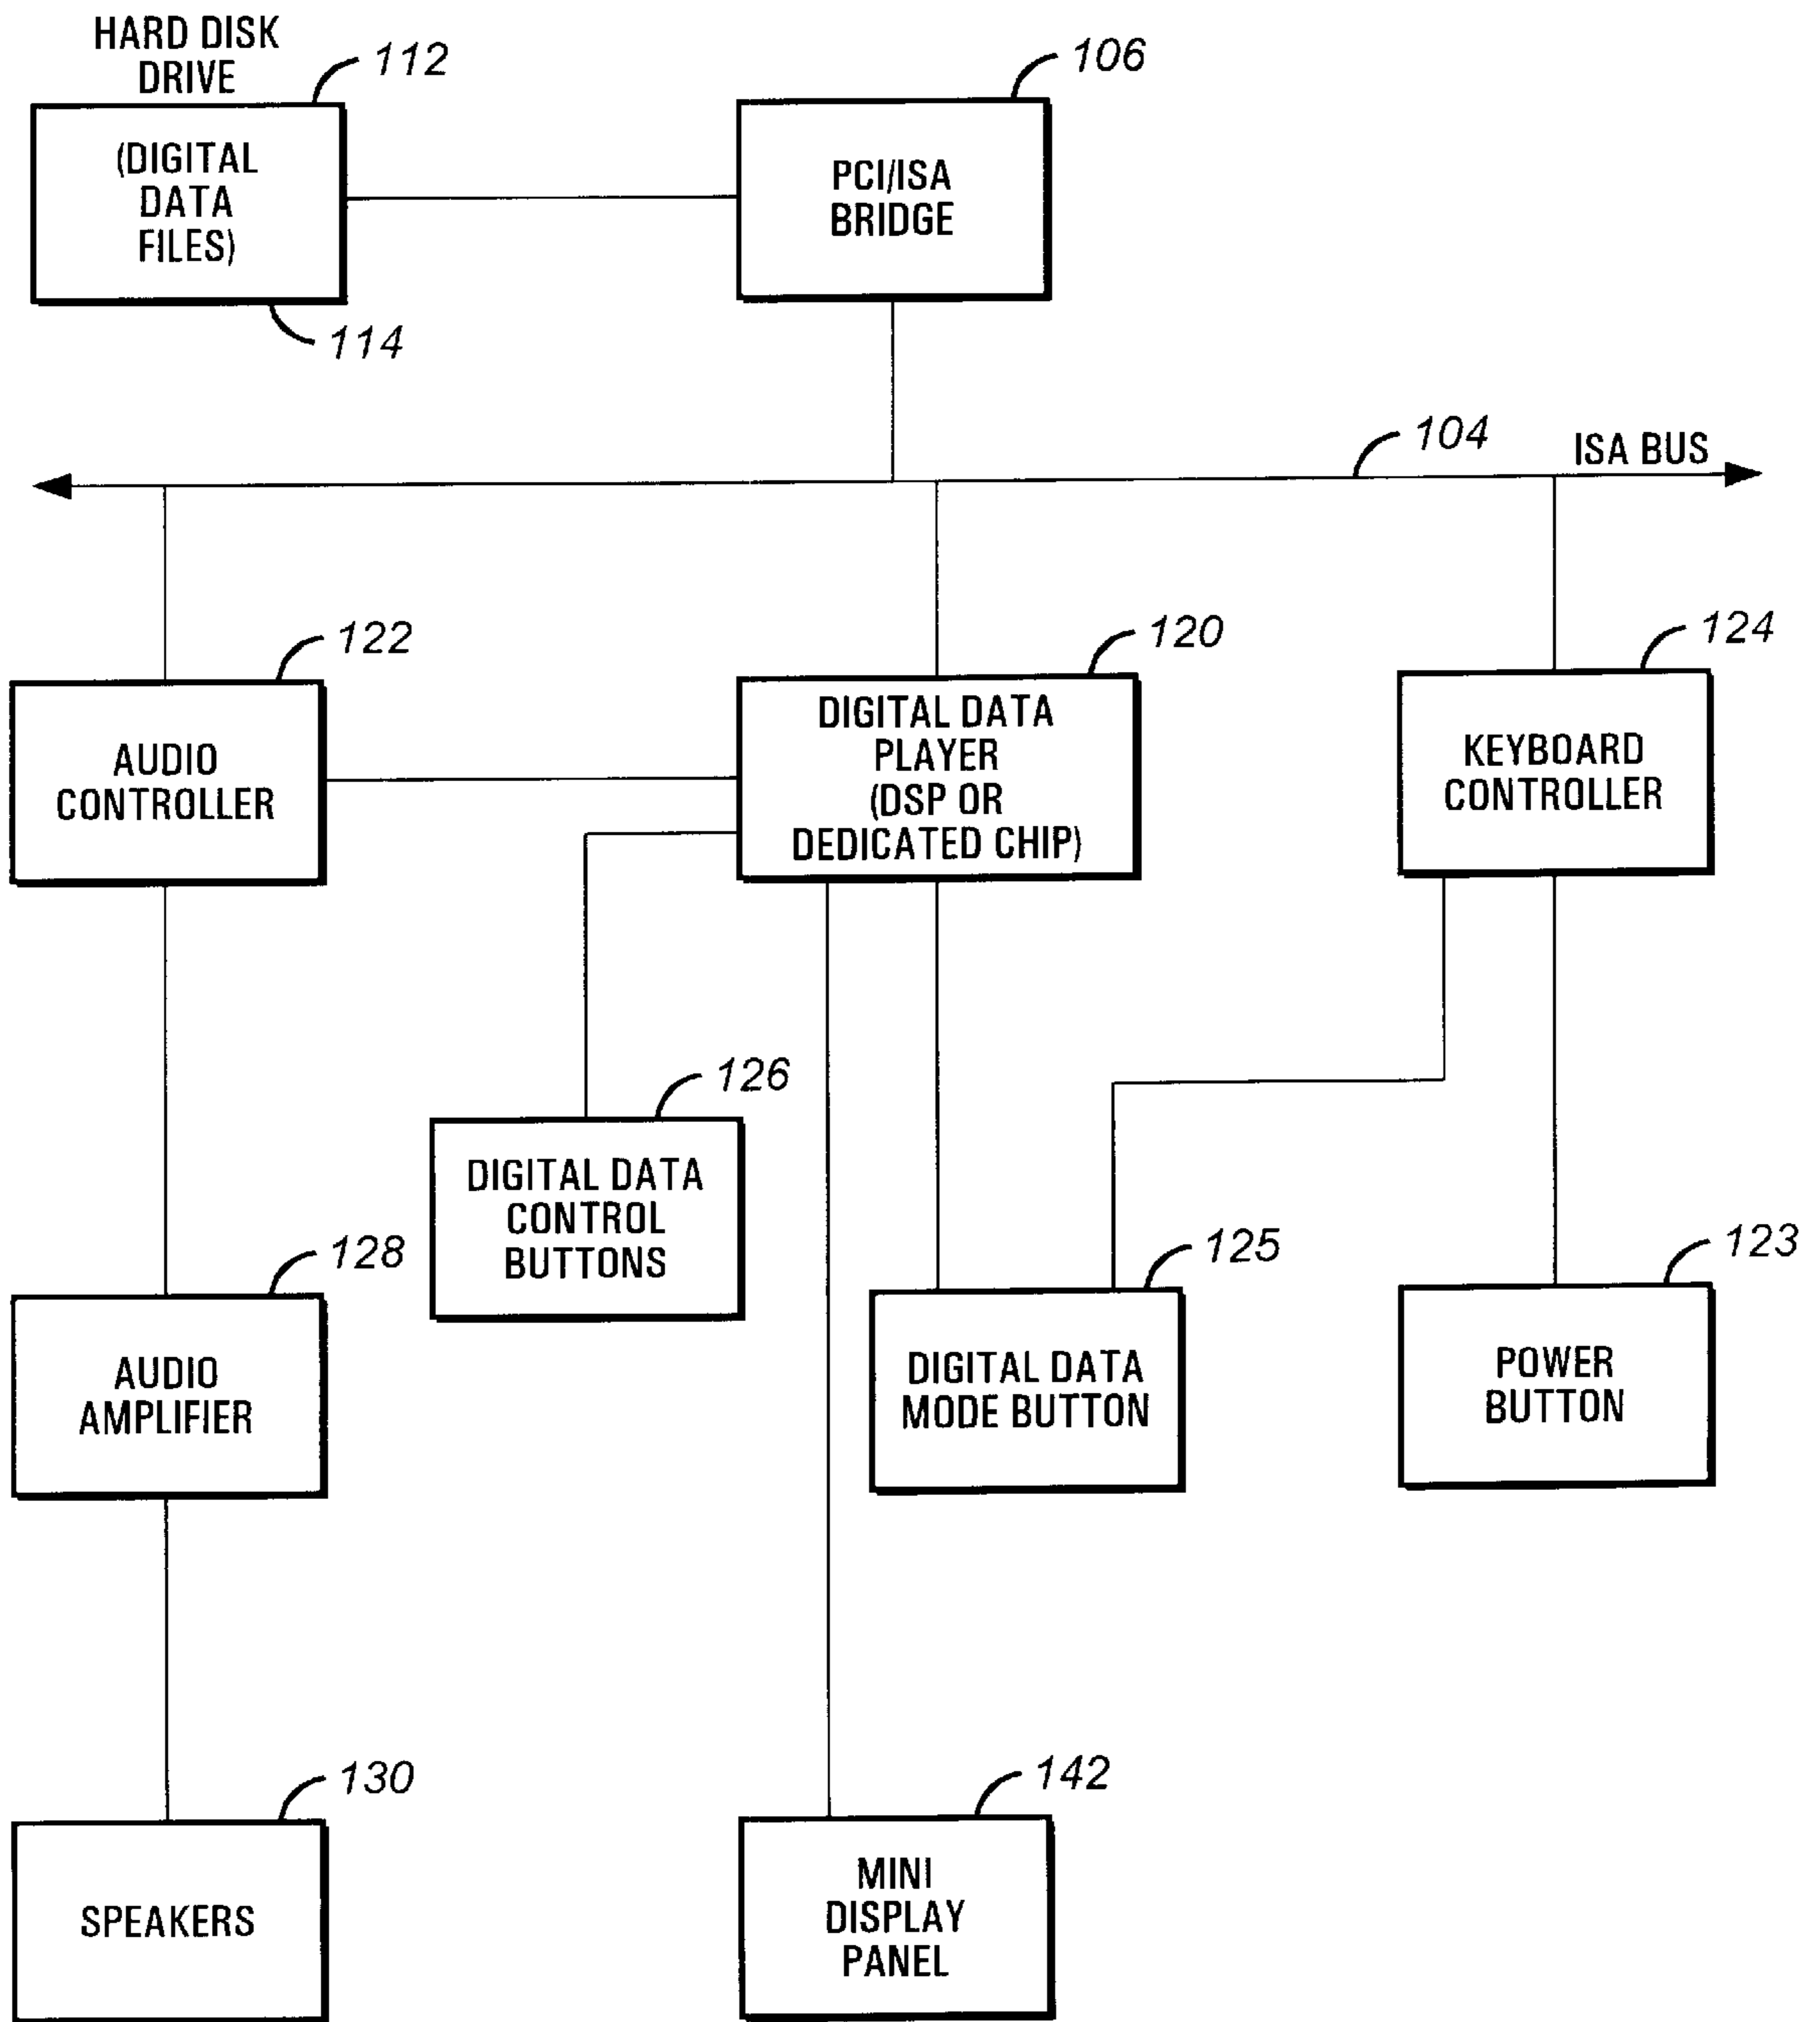 HARD DISK
DRIVE
112
106
(DIGITAL
DATA
FILES)
PCI/ISA
BRIDGE
114
104
ISA BUS
122
120
124
AUDIO
CONTROLLER
DIGITAL DATA
PLAYER
(DSP OR
DEDICATED CHIP)
KEYBOARD
CONTROLLER
126
DIGITAL DATA
CONTROL
BUTTONS
128
125
123
AUDIO
AMPLIFIER
DIGITAL DATA
MODE BUTTON
POWER
BUTTON
130
142
SPEAKERS
MINI
DISPLAY
PANEL